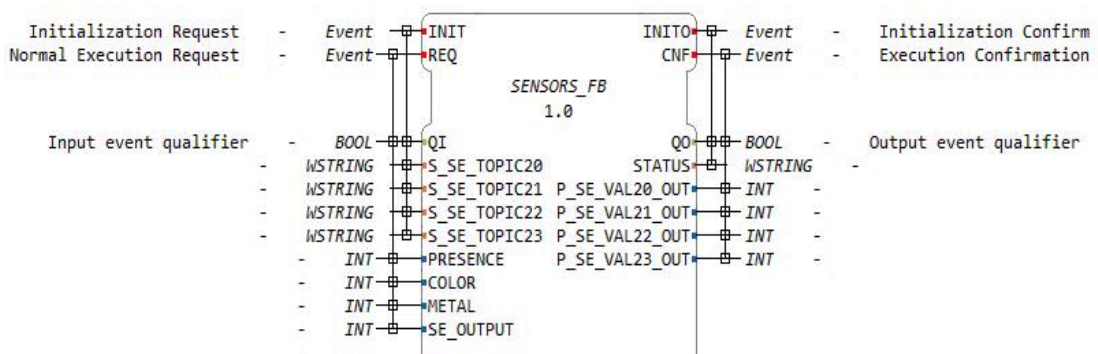 Initialization Request - Event INIT INITO Event - Initialization Confirm
Normal Execution Request - Event REQ CNF Event - Execution Confirmation
SENSORS_FB
1.0
Input event qualifier - BOOL QI QO BOOL - Output event qualifier
- WSTRING S_SE_TOPIC20 STATUS WSTRING -
- WSTRING S_SE_TOPIC21 P_SE_VAL20_OUT INT -
- WSTRING S_SE_TOPIC22 P_SE_VAL21_OUT INT -
- WSTRING S_SE_TOPIC23 P_SE_VAL22_OUT INT -
- INT PRESENCE P_SE_VAL23_OUT INT -
- INT COLOR
- INT METAL
- INT SE_OUTPUT